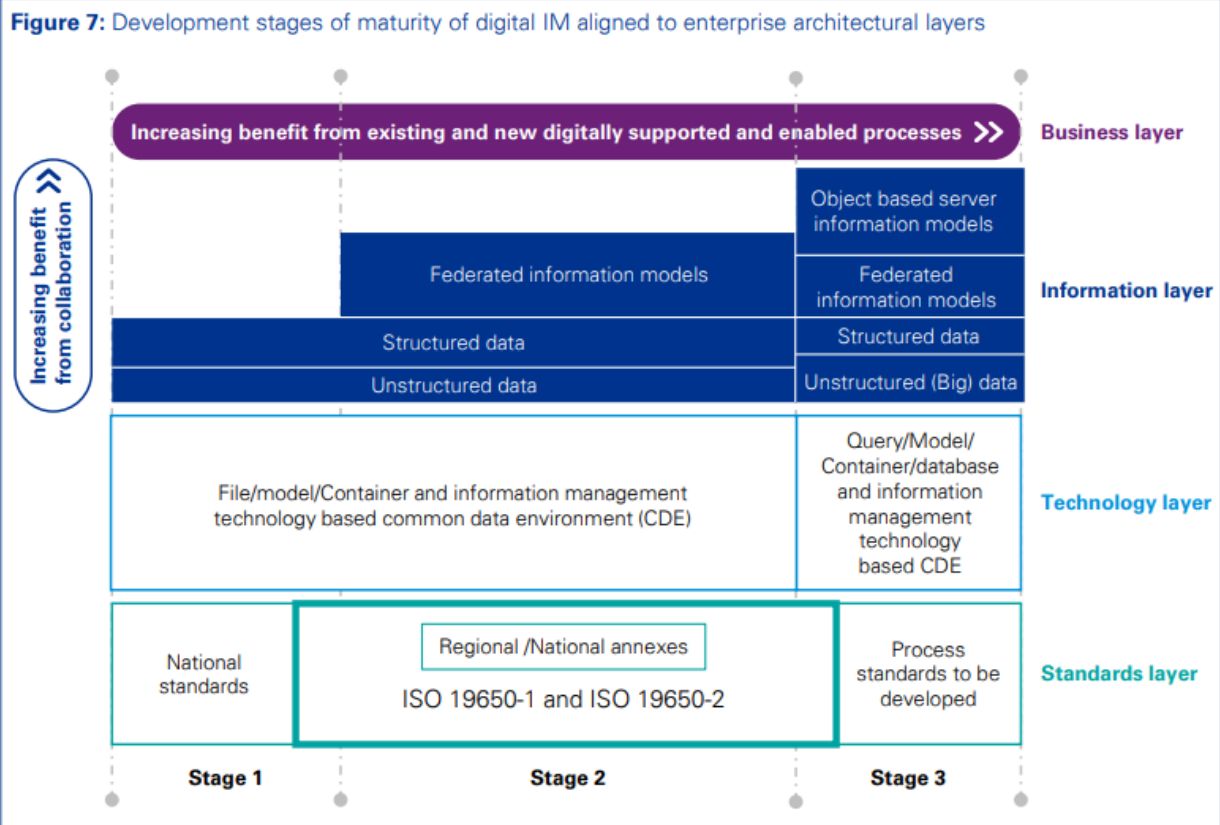 Figure 7: Development stages of maturity of digital IM aligned to enterprise architectural layers
Increasing benefit from existing and new digitally supported and enabled processes
Business layer
Increasing benefit
from collaboration
Object based server
information models
Federated information models
Federated
information models
Information layer
Structured data
Structured data
Unstructured data
Unstructured (Big) data
File/model/Container and information management
technology based common data environment (CDE)
Query/Model/
Container/database
and information
management
technology
based CDE
Technology layer
National
standards
Regional /National annexes
ISO 19650-1 and ISO 19650-2
Process
standards to be
developed
Standards layer
Stage 1
Stage 2
Stage 3